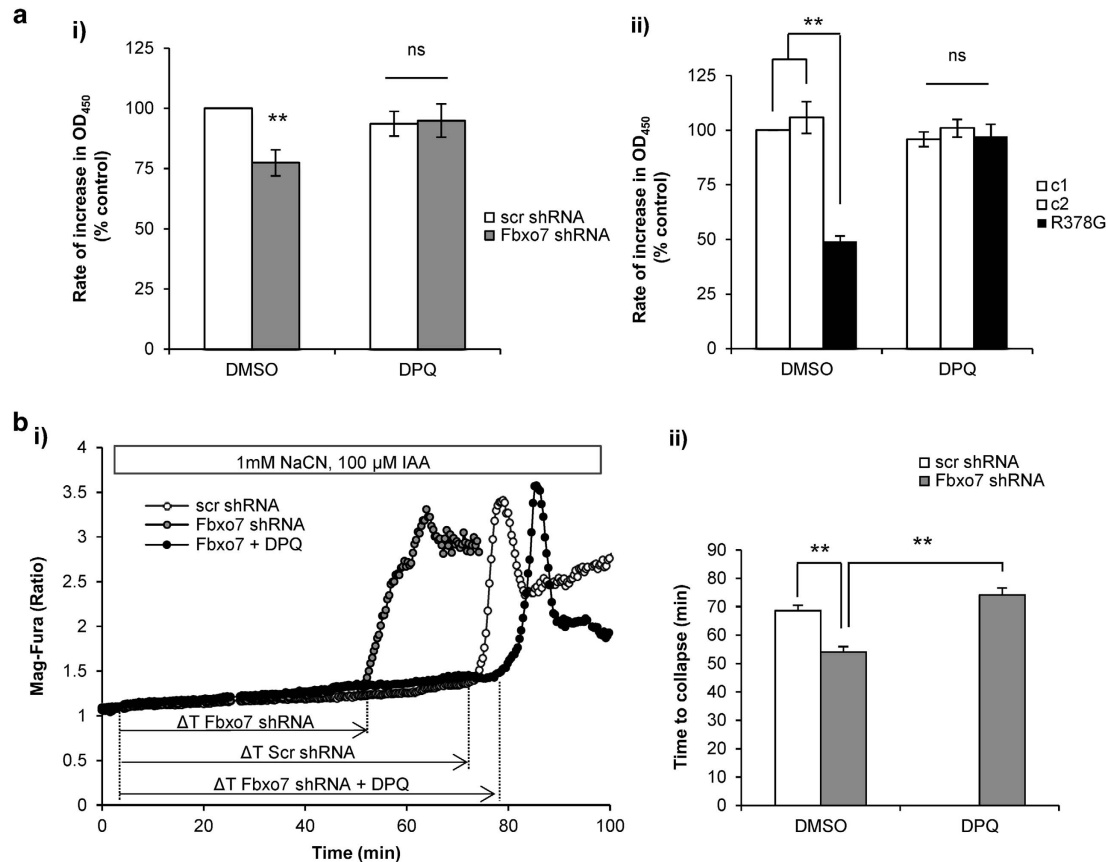 a
i)
Rate of increase in OD450
(% control)
125
100
75
50
25
0
**
ns
DMSO
DPQ
scr shRNA
Fbxo7 shRNA
ii)
Rate of increase in OD450
(% control)
125
100
75
50
25
0
**
ns
DMSO
DPQ
c1
c2
R378G
b
i)
Mag-Fura (Ratio)
4
3.5
3
2.5
2
1.5
1
0.5
0
1mM NaCN, 100 µM IAA
scr shRNA
Fbxo7 shRNA
Fbxo7 + DPQ
ΔT Fbxo7 shRNA
ΔT Scr shRNA
ΔT Fbxo7 shRNA + DPQ
0
20
40
60
80
100
Time (min)
ii)
scr shRNA
Fbxo7 shRNA
Time to collapse (min)
90
80
70
60
50
40
30
20
10
0
**
**
DMSO
DPQ